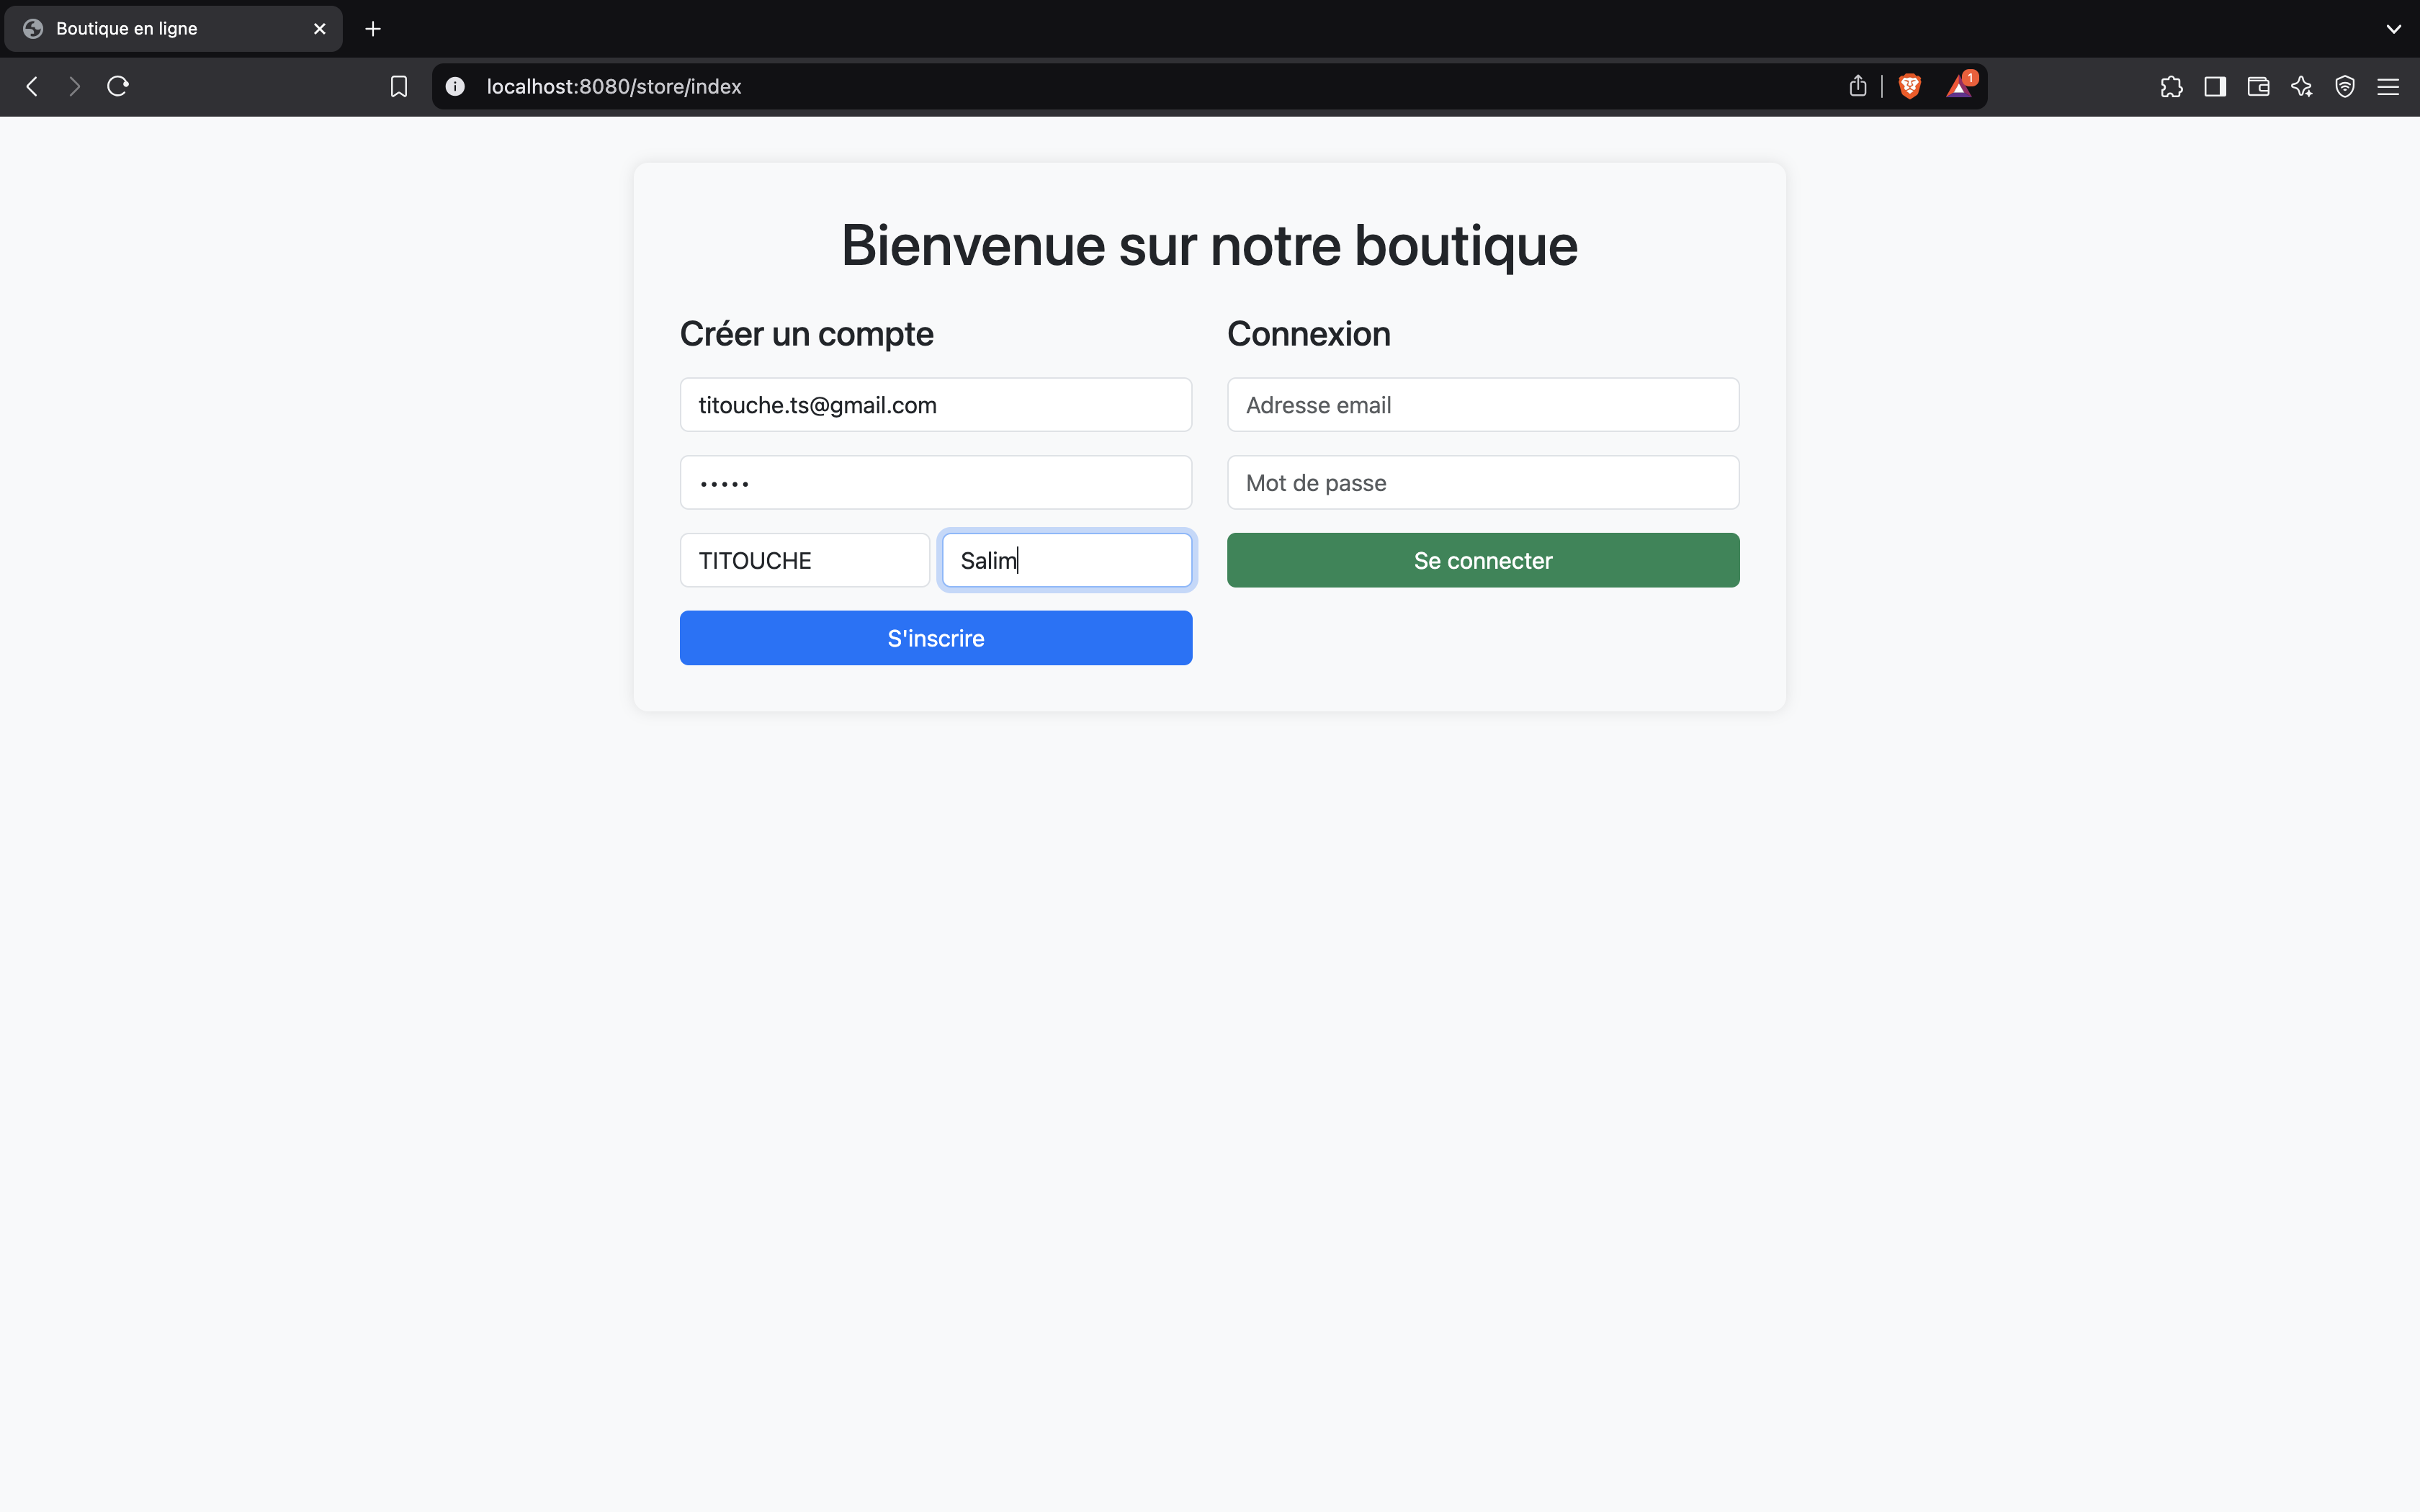 Boutique en ligne
localhost:8080/store/index
1
Bienvenue sur notre boutique
Créer un compte
titouche.ts@gmail.com
•••••
TITOUCHE
Salim
S'inscrire
Connexion
Adresse email
Mot de passe
Se connecter